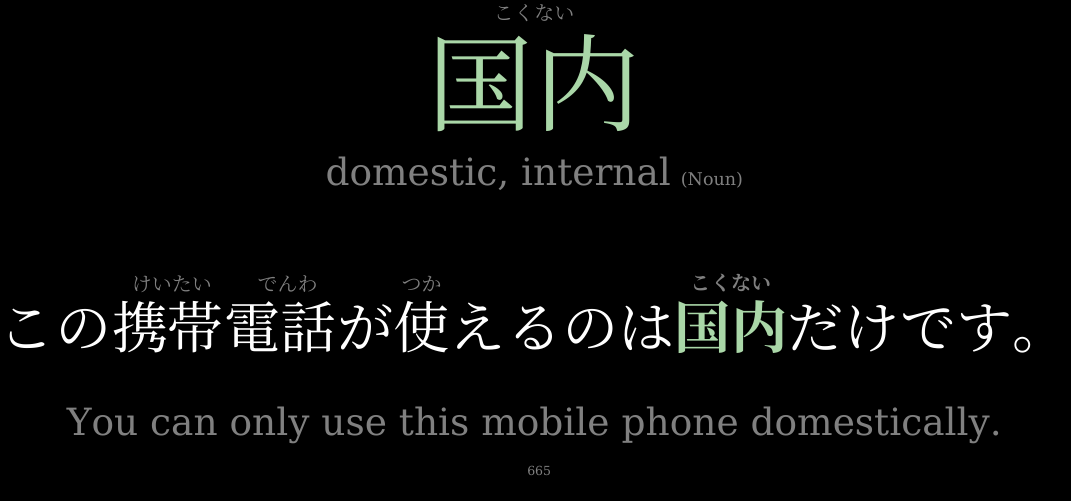 こくない
国内
domestic, internal (Noun)
けいたい でんわ つか こくない
この携帯電話が使えるのは国内だけです。
You can only use this mobile phone domestically.
665